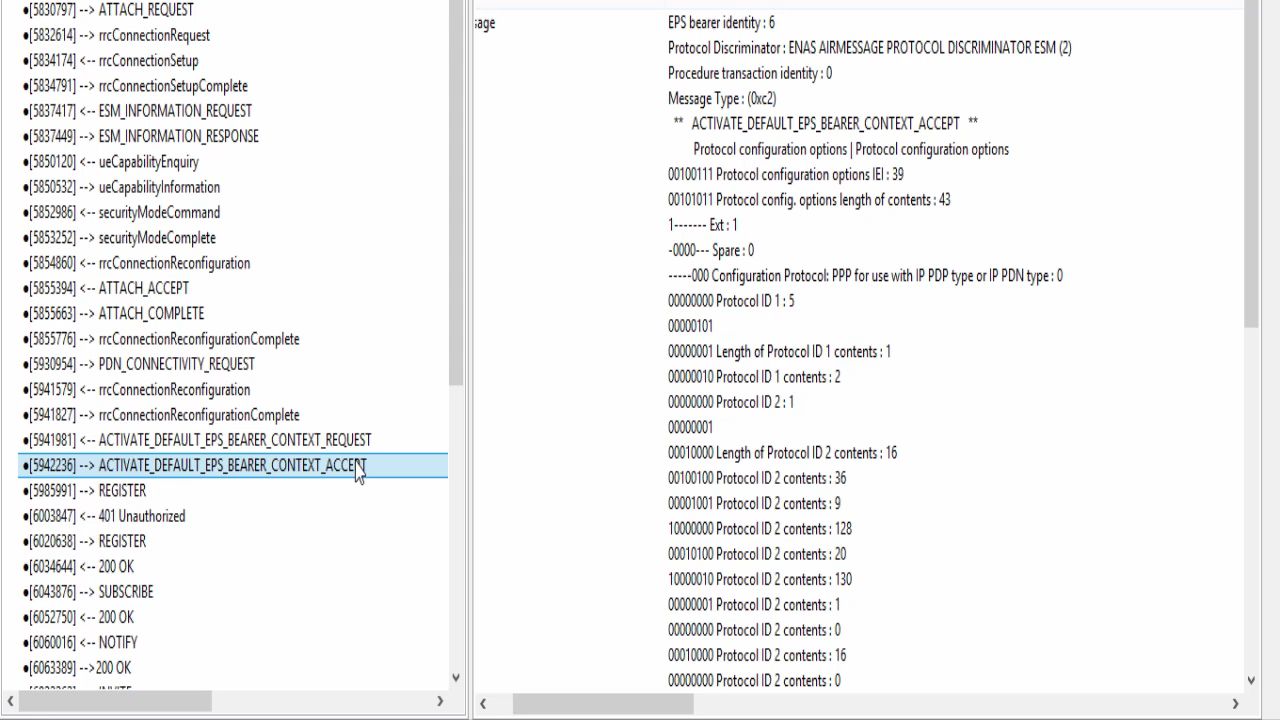 ●[5830797] --> ATTACH_REQUEST
●[5832614] --> rrcConnectionRequest
●[5834174] <-- rrcConnectionSetup
●[5834791] --> rrcConnectionSetupComplete
●[5837417] <-- ESM_INFORMATION_REQUEST
●[5837449] --> ESM_INFORMATION_RESPONSE
●[5850120] <-- ueCapabilityEnquiry
●[5850532] --> ueCapabilityInformation
●[5852986] <-- securityModeCommand
●[5853252] --> securityModeComplete
●[5854860] <-- rrcConnectionReconfiguration
●[5855394] <-- ATTACH_ACCEPT
●[5855663] --> ATTACH_COMPLETE
●[5855776] --> rrcConnectionReconfigurationComplete
●[5930954] --> PDN_CONNECTIVITY_REQUEST
●[5941579] <-- rrcConnectionReconfiguration
●[5941827] --> rrcConnectionReconfigurationComplete
●[5941981] <-- ACTIVATE_DEFAULT_EPS_BEARER_CONTEXT_REQUEST
●[5942236] --> ACTIVATE_DEFAULT_EPS_BEARER_CONTEXT_ACCEPT
●[5985991] --> REGISTER
●[6003847] <-- 401 Unauthorized
●[6020638] --> REGISTER
●[6034644] <-- 200 OK
●[6043876] --> SUBSCRIBE
●[6052750] <-- 200 OK
●[6060016] <-- NOTIFY
●[6063389] -->200 OK
sage
EPS bearer identity : 6
Protocol Discriminator : ENAS AIRMESSAGE PROTOCOL DISCRIMINATOR ESM (2)
Procedure transaction identity : 0
Message Type : (0xc2)
** ACTIVATE_DEFAULT_EPS_BEARER_CONTEXT_ACCEPT **
Protocol configuration options | Protocol configuration options
00100111 Protocol configuration options IEI : 39
00101011 Protocol config. options length of contents : 43
1------- Ext : 1
-0000--- Spare : 0
-----000 Configuration Protocol: PPP for use with IP PDP type or IP PDN type : 0
00000000 Protocol ID 1 : 5
00000101
00000001 Length of Protocol ID 1 contents : 1
00000010 Protocol ID 1 contents : 2
00000000 Protocol ID 2 : 1
00000001
00010000 Length of Protocol ID 2 contents : 16
00100100 Protocol ID 2 contents : 36
00001001 Protocol ID 2 contents : 9
10000000 Protocol ID 2 contents : 128
00010100 Protocol ID 2 contents : 20
10000010 Protocol ID 2 contents : 130
00000001 Protocol ID 2 contents : 1
00000000 Protocol ID 2 contents : 0
00010000 Protocol ID 2 contents : 16
00000000 Protocol ID 2 contents : 0